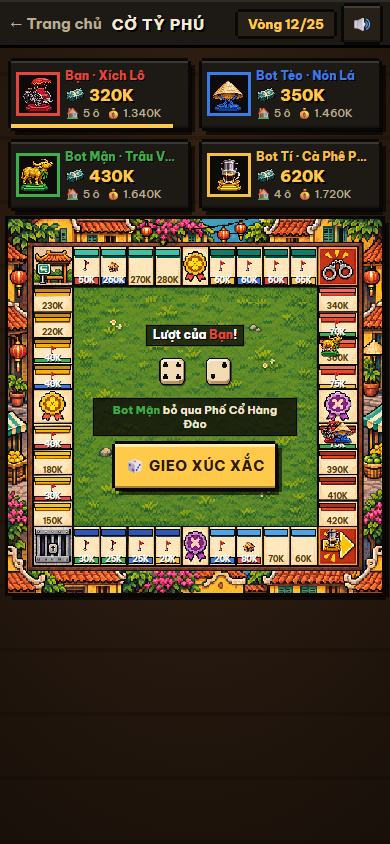 ← Trang chủ CỜ TỶ PHÚ Vòng 12/25
Bạn · Xích Lô
320K
5 ô 1.340K
Bot Tèo · Nón Lá
350K
5 ô 1.460K
Bot Mận · Trâu V...
430K
5 ô 1.640K
Bot Tí · Cà Phê P...
620K
4 ô 1.720K
270K 280K
230K
340K
220K
Lượt của Bạn!
Bot Mận bỏ qua Phố Cổ Hàng
Đào
180K
390K
GIEO XÚC XẮC
410K
150K
420K
70K 60K